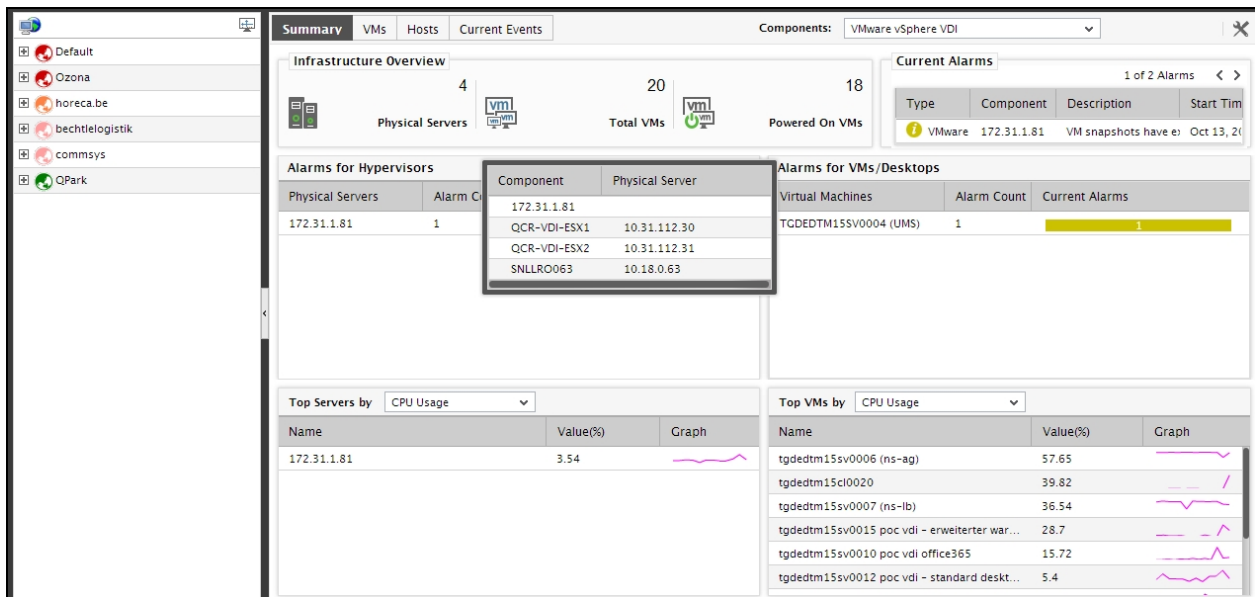 Default
Ozona
horeca.be
bechtlelogistik
commsys
QPark
Summary VMs Hosts Current Events Components: VMware vSphere VDI
Infrastructure Overview
4 Physical Servers
20 Total VMs
18 Powered On VMs
Current Alarms
1 of 2 Alarms < >
Type Component Description Start Tim
VMware 172.31.1.81 VM snapshots have e Oct 13, 2
Alarms for Hypervisors
Physical Servers Alarm C
172.31.1.81 1
Component Physical Server
172.31.1.81
QCR-VDI-ESX1 10.31.112.30
QCR-VDI-ESX2 10.31.112.31
SNLLRO063 10.18.0.63
Alarms for VMs/Desktops
Virtual Machines Alarm Count Current Alarms
TGDEDTM15SV0004 (UMS) 1 1
Top Servers by CPU Usage
Name Value(%) Graph
172.31.1.81 3.54
Top VMs by CPU Usage
Name Value(%) Graph
tgdedtm15sv0006 (ns-ag) 57.65
tgdedtm15cl0020 39.82
tgdedtm15sv0007 (ns-lb) 36.54
tgdedtm15sv0015 poc vdi - erweiterter war... 28.7
tgdedtm15sv0010 poc vdi office365 15.72
tgdedtm15sv0012 poc vdi - standard deskt... 5.4